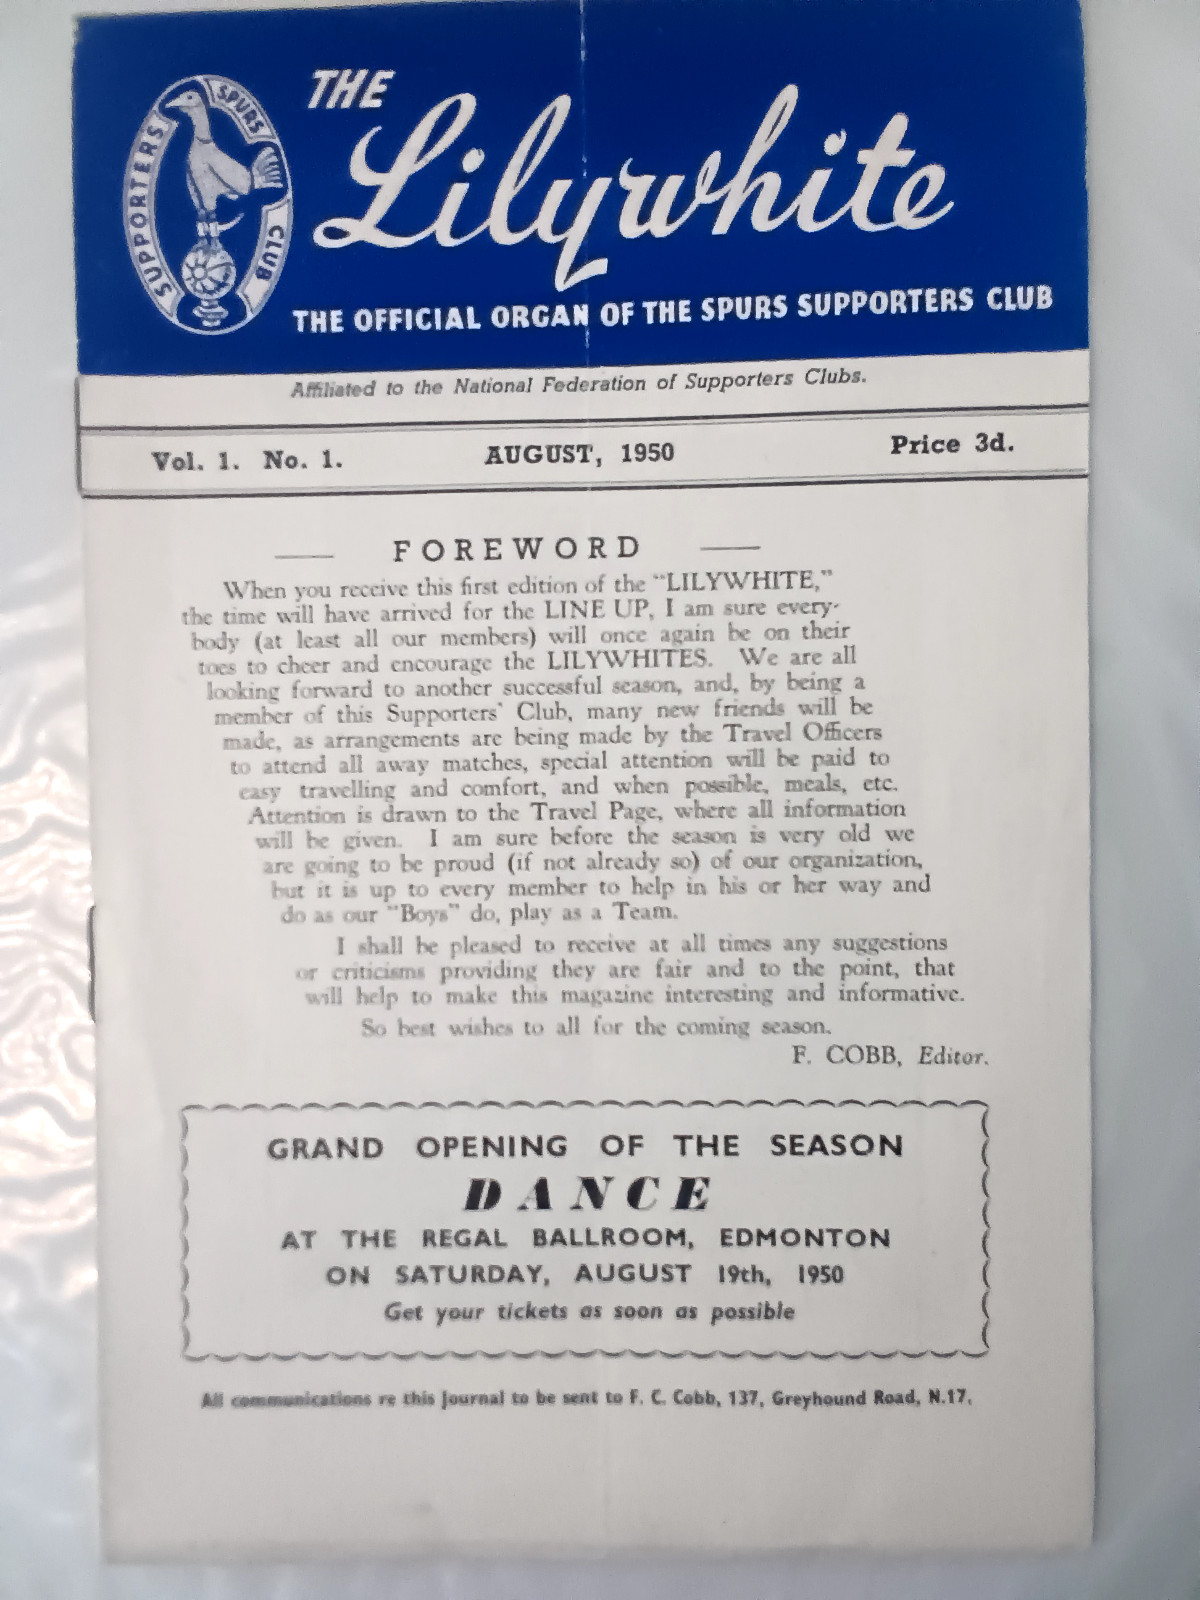 SUPPORTERS SPURS CLUB
THE
Lilywhite
THE OFFICIAL ORGAN OF THE SPURS SUPPORTERS CLUB
Affiliated to the National Federation of Supporters Clubs.
Vol. 1. No. 1. AUGUST, 1950 Price 3d.
FOREWORD
When you receive this first edition of the "LILYWHITE,"
the time will have arrived for the LINE UP, I am sure every-
body (at least all our members) will once again be on their
toes to cheer and encourage the LILYWHITES. We are all
looking forward to another successful season, and, by being a
member of this Supporters' Club, many new friends will be
made, as arrangements are being made by the Travel Officers
to attend all away matches, special attention will be paid to
easy travelling and comfort, and when possible, meals, etc.
Attention is drawn to the Travel Page, where all information
will be given. I am sure before the season is very old we
are going to be proud (if not already so) of our organization,
but it is up to every member to help in his or her way and
do as our "Boys" do, play as a Team.
I shall be pleased to receive at all times any suggestions
or criticisms providing they are fair and to the point, that
will help to make this magazine interesting and informative.
So best wishes to all for the coming season.
F. COBB, Editor.
GRAND OPENING OF THE SEASON
DANCE
AT THE REGAL BALLROOM, EDMONTON
ON SATURDAY, AUGUST 19th, 1950
Get your tickets as soon as possible
All communications re this Journal to be sent to F. C. Cobb, 137, Greyhound Road, N.17.